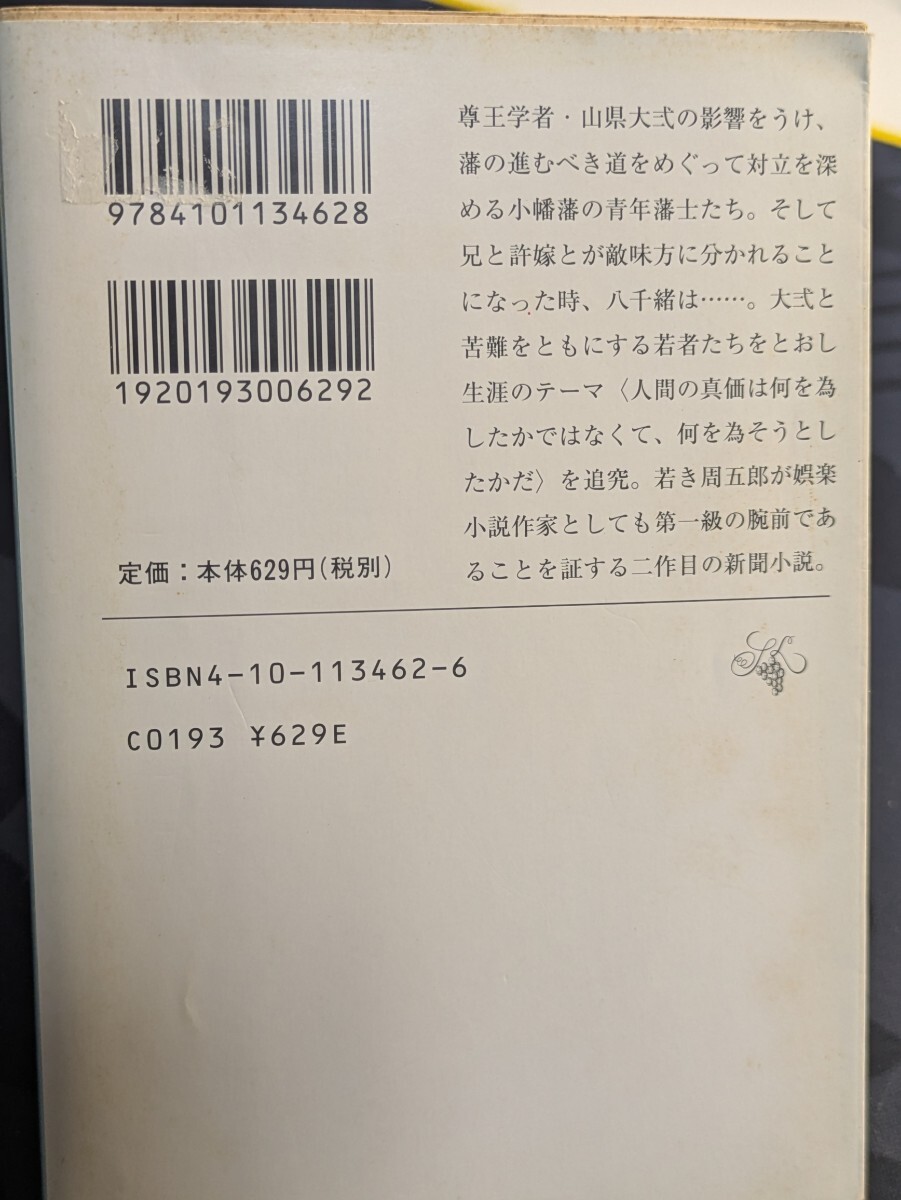 9784101134628
1920193006292
定価：本体629円(税別)
尊王学者・山県大弐の影響をうけ、
藩の進むべき道をめぐって対立を深
める小幡藩の青年藩士たち。そして
兄と許嫁とが敵味方に分かれること
になった時、八千緒は……。大弐と
苦難をともにする若者たちをとおし
生涯のテーマ〈人間の真価は何を為
したかではなくて、何を為そうとし
たかだ〉を追究。若き周五郎が娯楽
小説作家としても第一級の腕前であ
ることを証する二作目の新聞小説。
ISBN4-10-113462-6
C0193 ¥629E